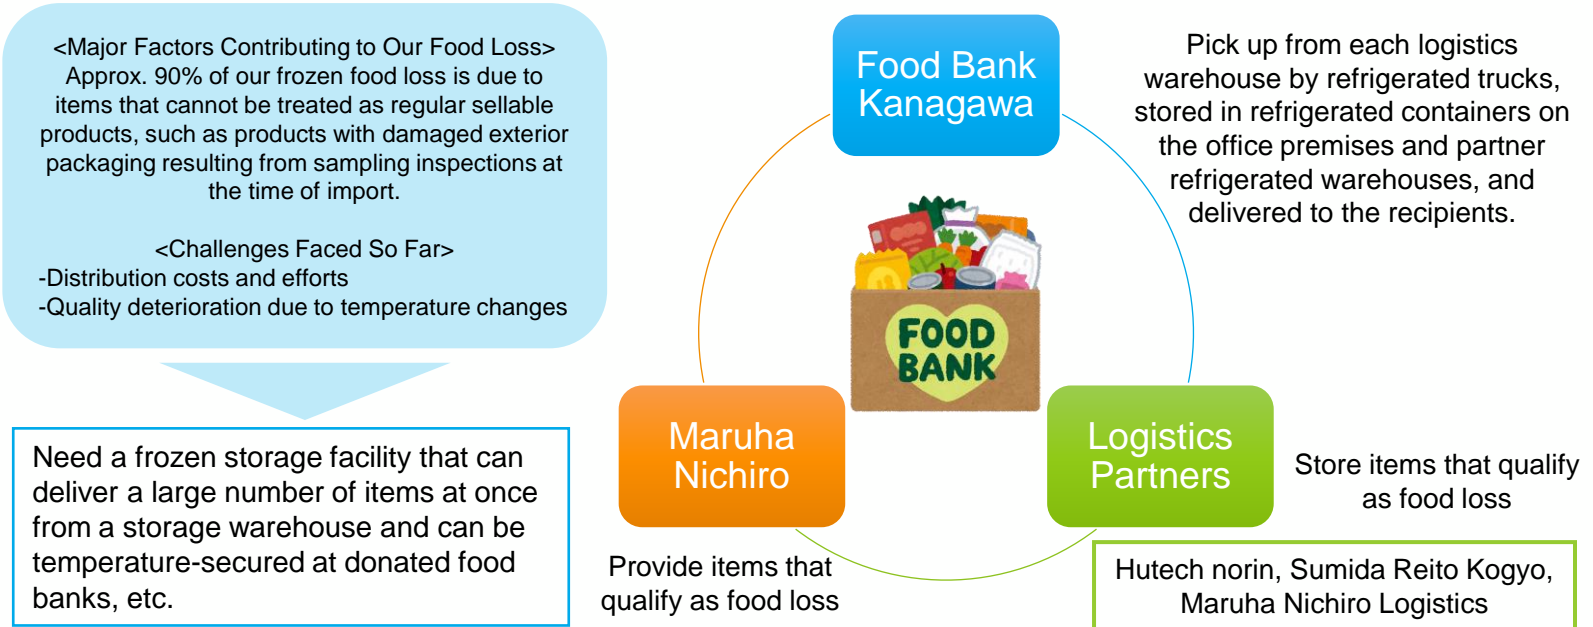 <Major Factors Contributing to Our Food Loss>
Approx. 90% of our frozen food loss is due to
items that cannot be treated as regular sellable
products, such as products with damaged exterior
packaging resulting from sampling inspections at
the time of import.
<Challenges Faced So Far>
-Distribution costs and efforts
-Quality deterioration due to temperature changes
Need a frozen storage facility that can
deliver a large number of items at once
from a storage warehouse and can be
temperature-secured at donated food
banks, etc.
Food Bank
Kanagawa
Pick up from each logistics
warehouse by refrigerated trucks,
stored in refrigerated containers on
the office premises and partner
refrigerated warehouses, and
delivered to the recipients.
FOOD
BANK
Maruha
Nichiro
Provide items that
qualify as food loss
Logistics
Partners
Store items that qualify
as food loss
Hutech norin, Sumida Reito Kogyo,
Maruha Nichiro Logistics